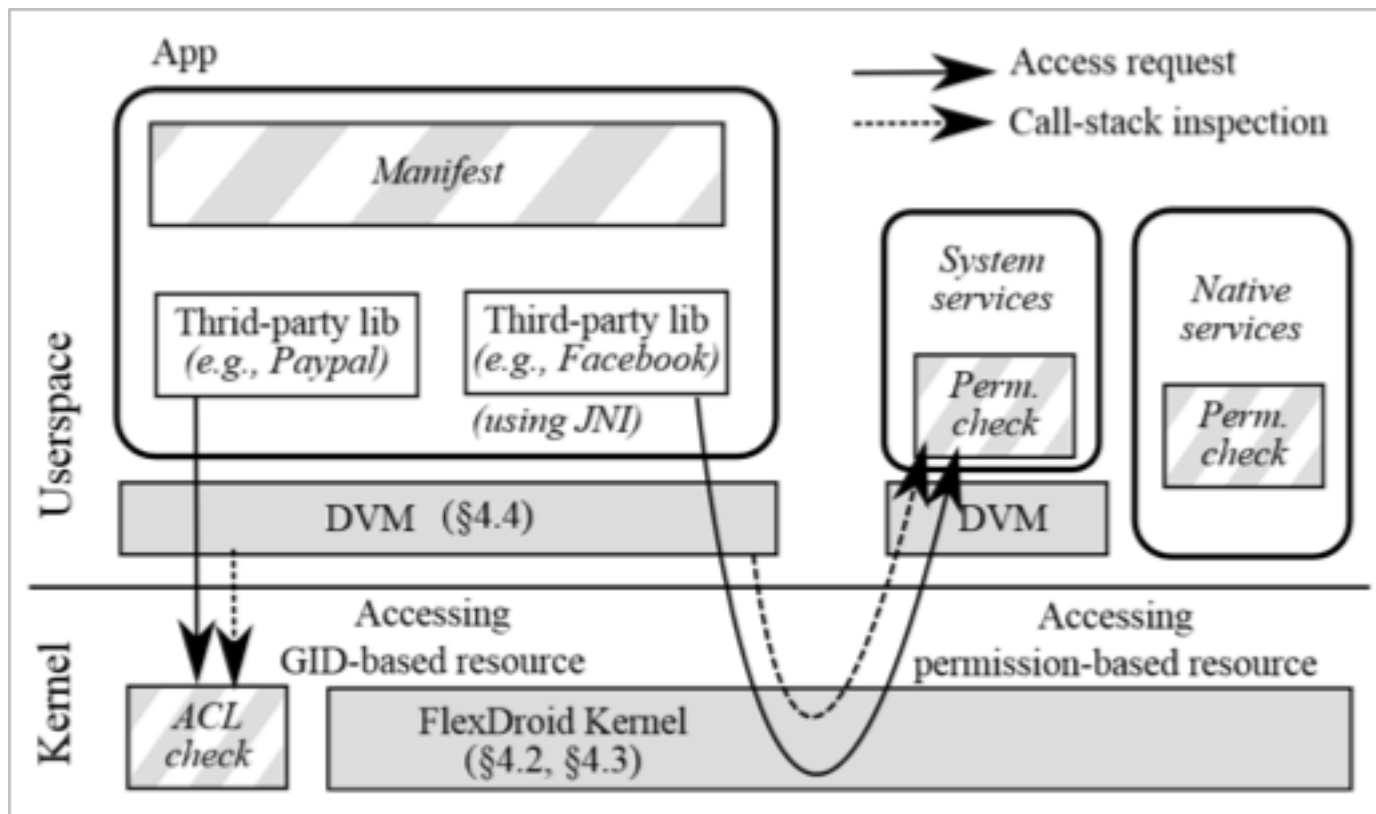 App
Access request
Call-stack inspection
Manifest
System
services
Native
services
Thrid-party lib
(e.g., Paypal)
Third-party lib
(e.g., Facebook)
(using JNI)
Perm.
check
Perm.
check
Userspace
DVM (§4.4)
DVM
Accessing
GID-based resource
Accessing
permission-based resource
Kernel
ACL
check
FlexDroid Kernel
(§4.2, §4.3)